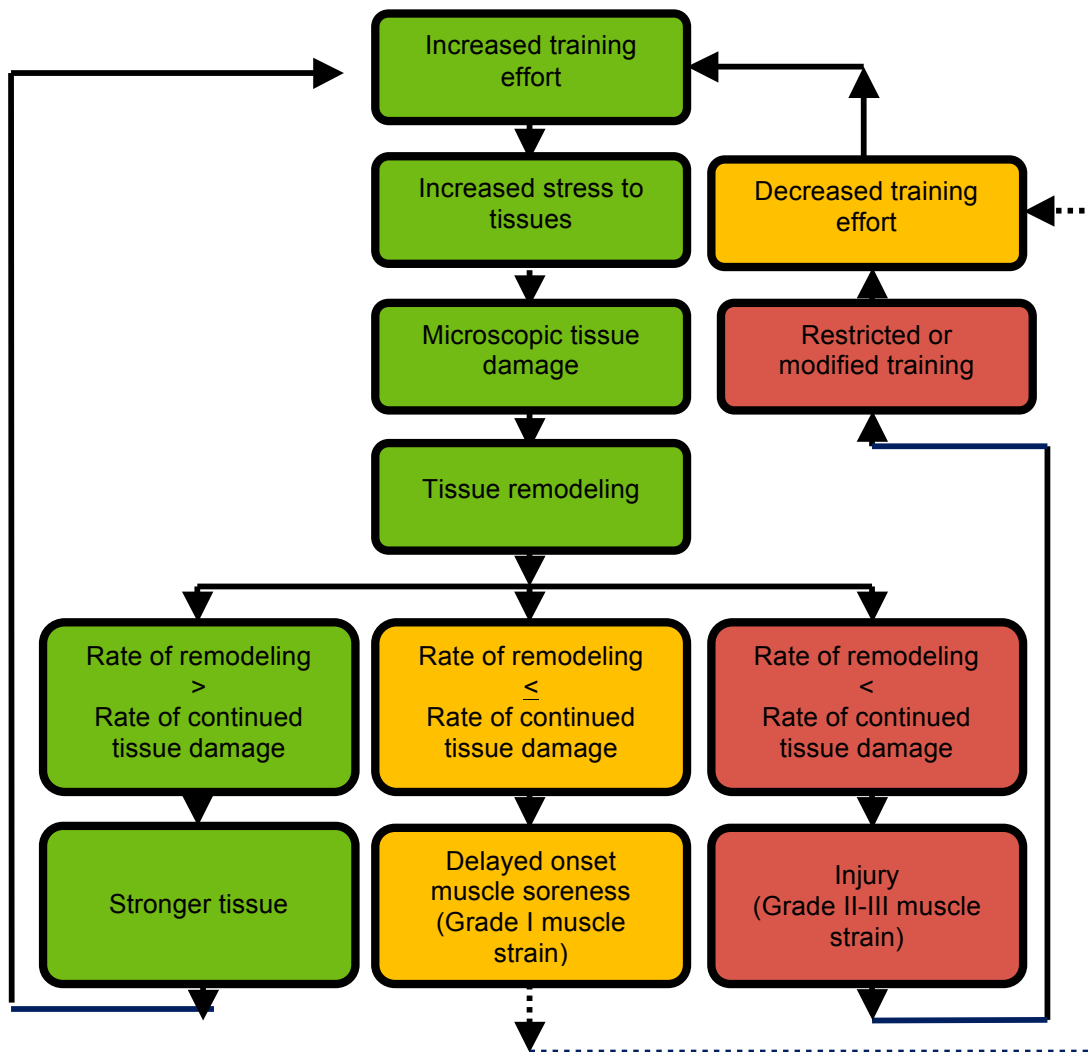 Increased training
effort
Increased stress to
tissues
Decreased training
effort
Microscopic tissue
damage
Restricted or
modified training
Tissue remodeling
Rate of remodeling
>
Rate of continued
tissue damage
Rate of remodeling
≤
Rate of continued
tissue damage
Rate of remodeling
<
Rate of continued
tissue damage
Stronger tissue
Delayed onset
muscle soreness
(Grade I muscle
strain)
Injury
(Grade II-III muscle
strain)